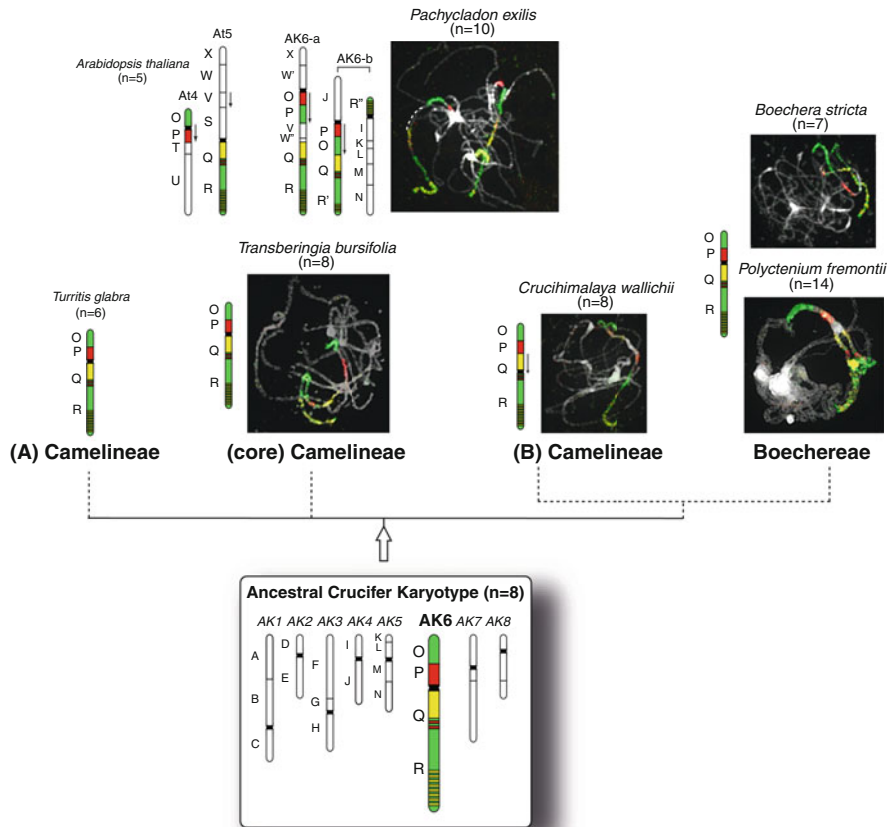 Pachycladon exilis
(n=10)
Arabidopsis thaliana
(n=5)
At5
X
W
V
S
Q
R
At4
O
P
T
U
AK6-a
X
W'
O
P
V
W"
Q
R
AK6-b
J
P
O
Q
R'
R"
I
K
L
M
N
Boechera stricta
(n=7)
Transberingia bursifolia
(n=8)
Turritis glabra
(n=6)
Crucihimalaya wallichii
(n=8)
Polyctenium fremontii
(n=14)
O
P
Q
R
O
P
Q
R
O
P
Q
R
O
P
Q
R
(A) Camelineae
(core) Camelineae
(B) Camelineae
Boechereae
Ancestral Crucifer Karyotype (n=8)
AK1 AK2 AK3 AK4 AK5 AK6 AK7 AK8
A
B
C
D
E
F
G
H
I
J
K
L
M
N
O
P
Q
R